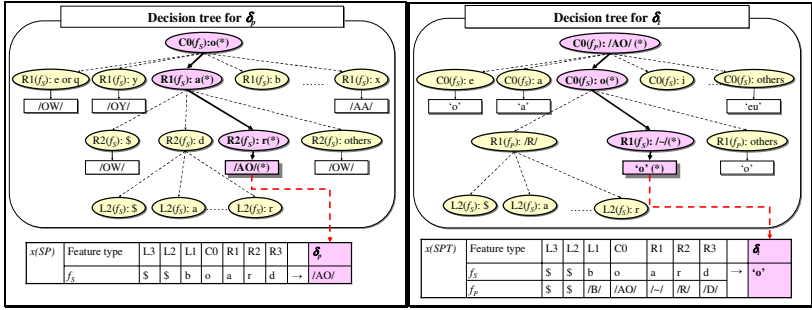 Decision tree for δp
C0(fS):o(*)
R1(fS): e or q R1(fS): y R1(fS): a(*) R1(fS): b ...... R1(fS): x
/OW/ /OY/ /AA/
R2(fS): $ R2(fS): d R2(fS): r(*) R2(fS): others
/OW/ /AO/(*) /OW/
L2(fS): $ L2(fS): a ...... L2(fS): r
x(SP) Feature type L3 L2 L1 C0 R1 R2 R3 δp
fS $ $ b o a r d → /AO/
Decision tree for δt
C0(fP): /AO/ (*)
C0(fS): e C0(fS): a C0(fS): o(*) C0(fS): i ...... C0(fS): others
‘o’ ‘a’ ‘eu’
R1(fP): /R/ R1(fS): /~/(*) R1(fP): others
‘o’ (*) ‘o’
L2(fS): $ L2(fS): a ...... L2(fS): r
x(SPT) Feature type L3 L2 L1 C0 R1 R2 R3 δt
fS $ $ b o a r d → ‘o’
fP $ $ /B/ /AO/ /~/ /R/ /D/